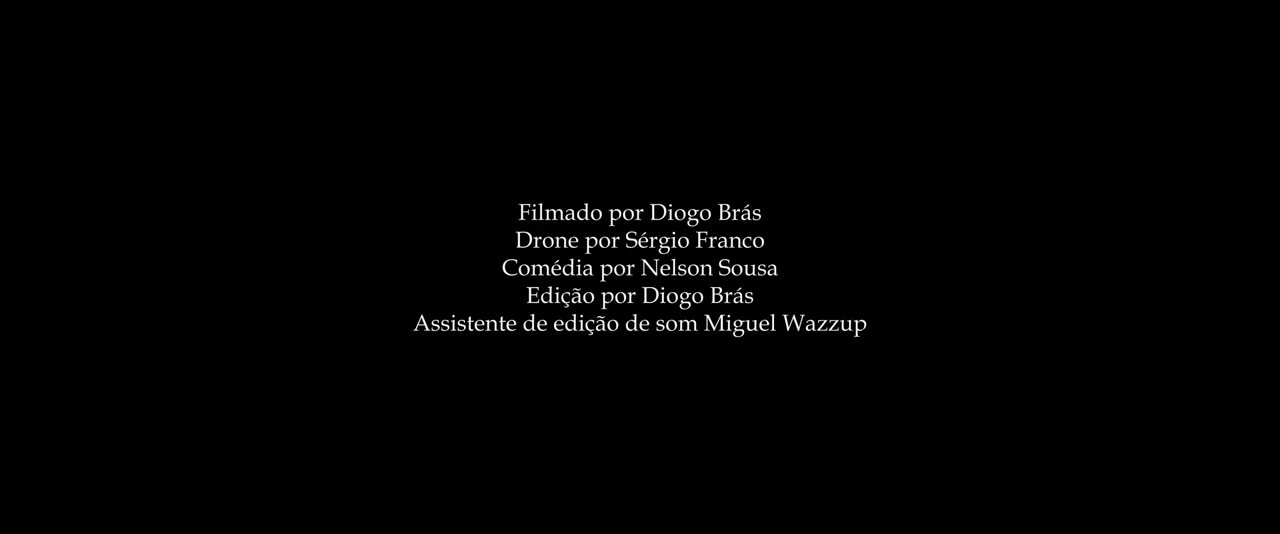 Filmado por Diogo Brás
Drone por Sérgio Franco
Comédia por Nelson Sousa
Edição por Diogo Brás
Assistente de edição de som Miguel Wazzup